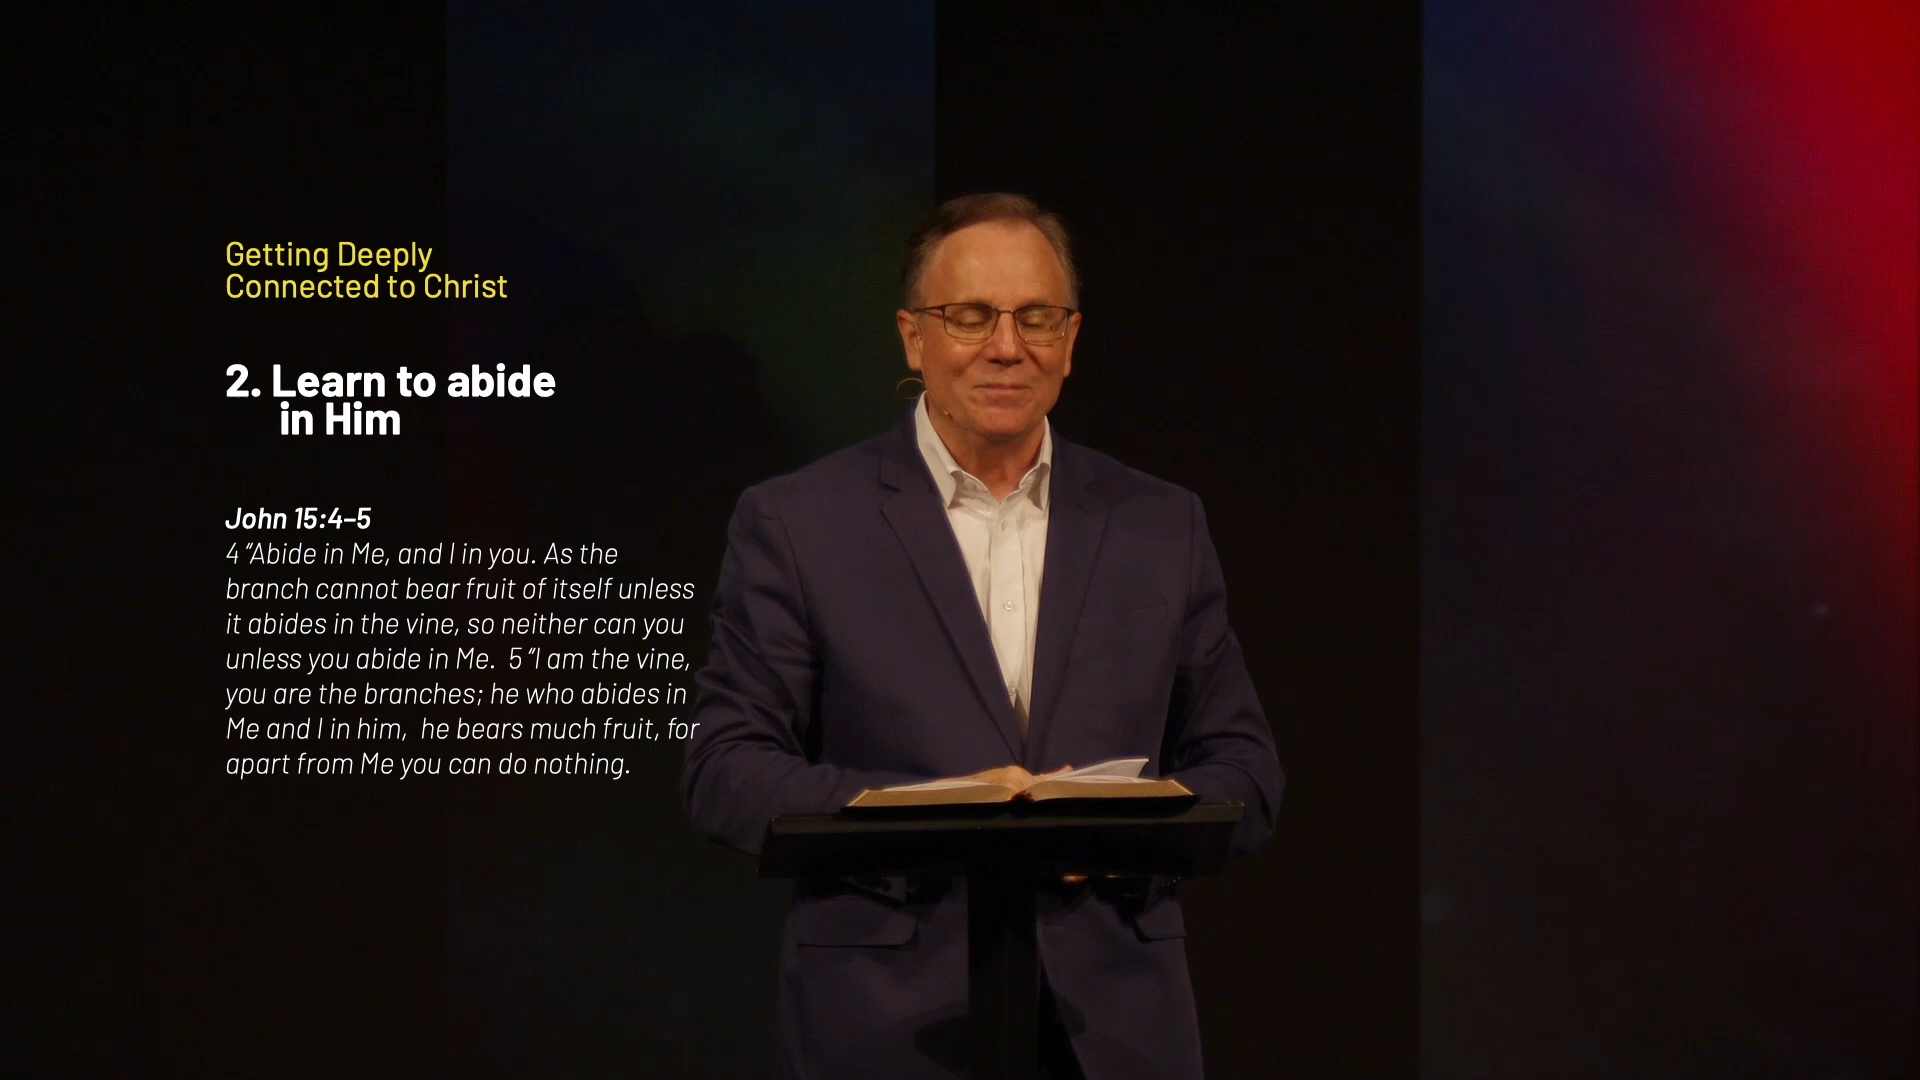 Getting Deeply
Connected to Christ
2. Learn to abide
in Him
John 15:4–5
4 “Abide in Me, and I in you. As the
branch cannot bear fruit of itself unless
it abides in the vine, so neither can you
unless you abide in Me.  5 “I am the vine,
you are the branches; he who abides in
Me and I in him,  he bears much fruit, for
apart from Me you can do nothing.